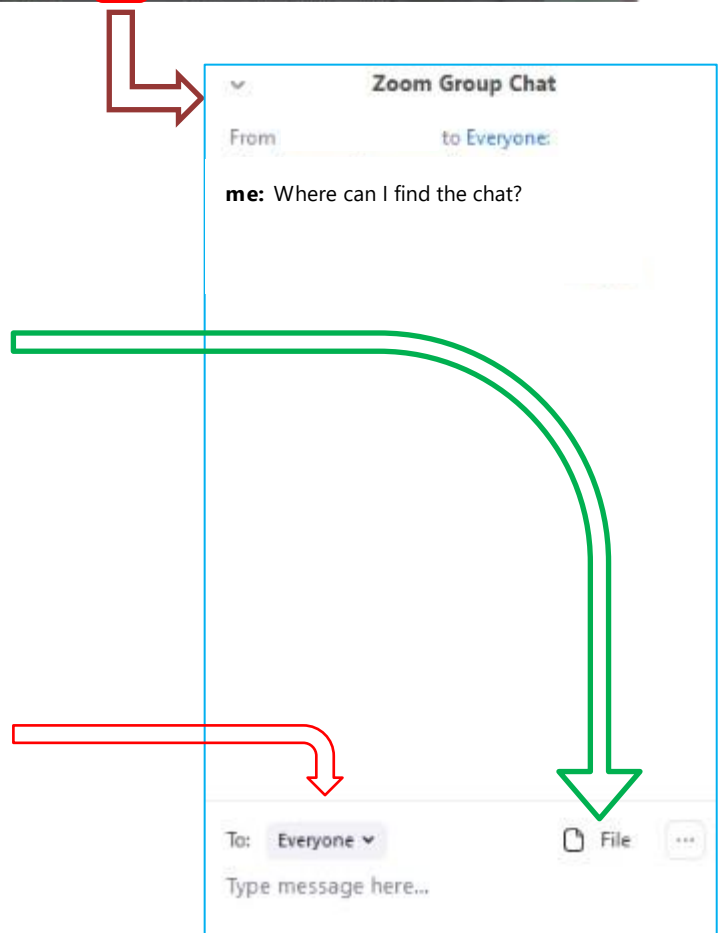 Zoom Group Chat
From to Everyone:
me: Where can I find the chat?
To: Everyone File ...
Type message here...